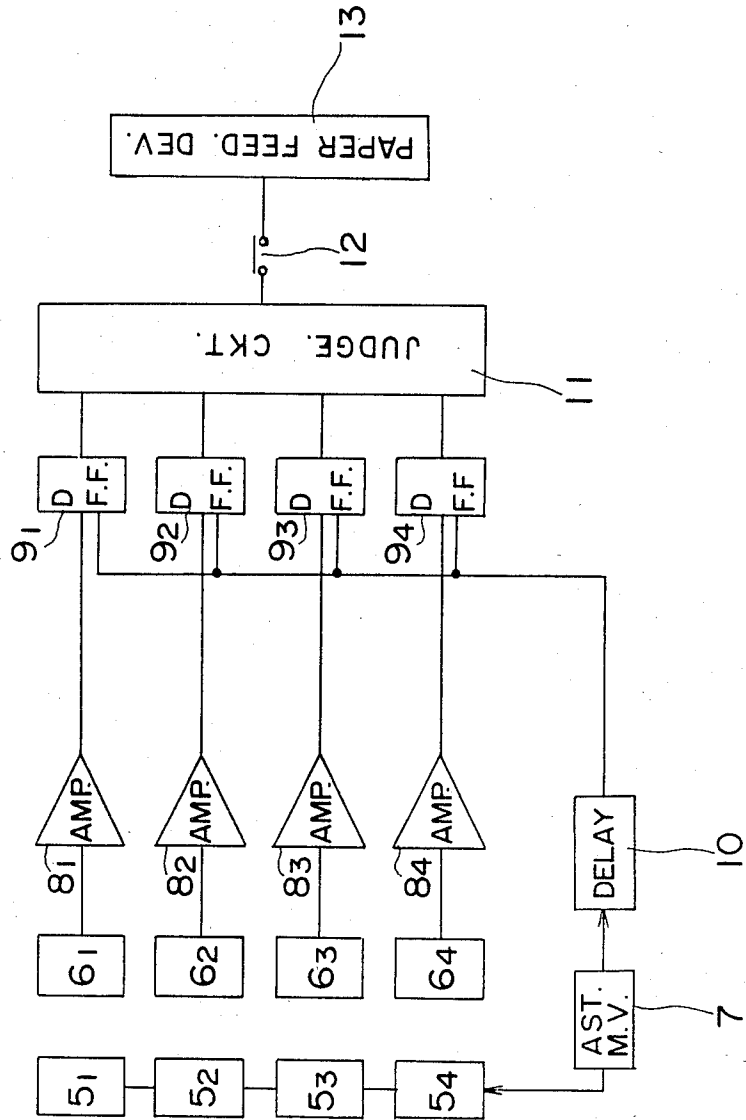 5₁
5₂
5₃
5₄
6₁
6₂
6₃
6₄
8₁
AMP.
8₂
AMP.
8₃
AMP.
8₄
AMP.
9₁
D
F.F.
9₂
D
F.F.
9₃
D
F.F.
9₄
D
F.F
JUDGE. CKT.
11
12
PAPER FEED. DEV.
13
AST.
M.V.
7
DELAY
10